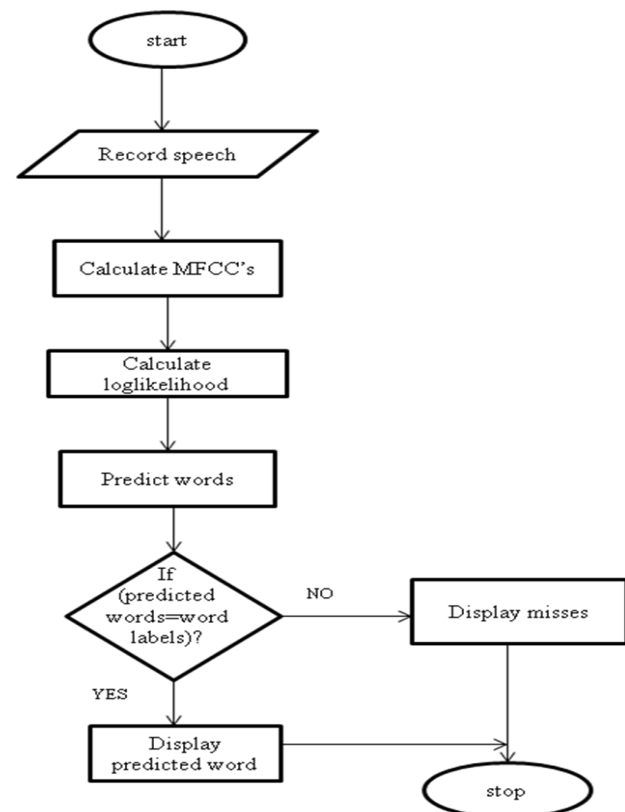 start
Record speech
Calculate MFCC's
Calculate
loglikelihood
Predict words
If
(predicted
words=word
labels)?
NO
Display misses
YES
Display
predicted word
stop